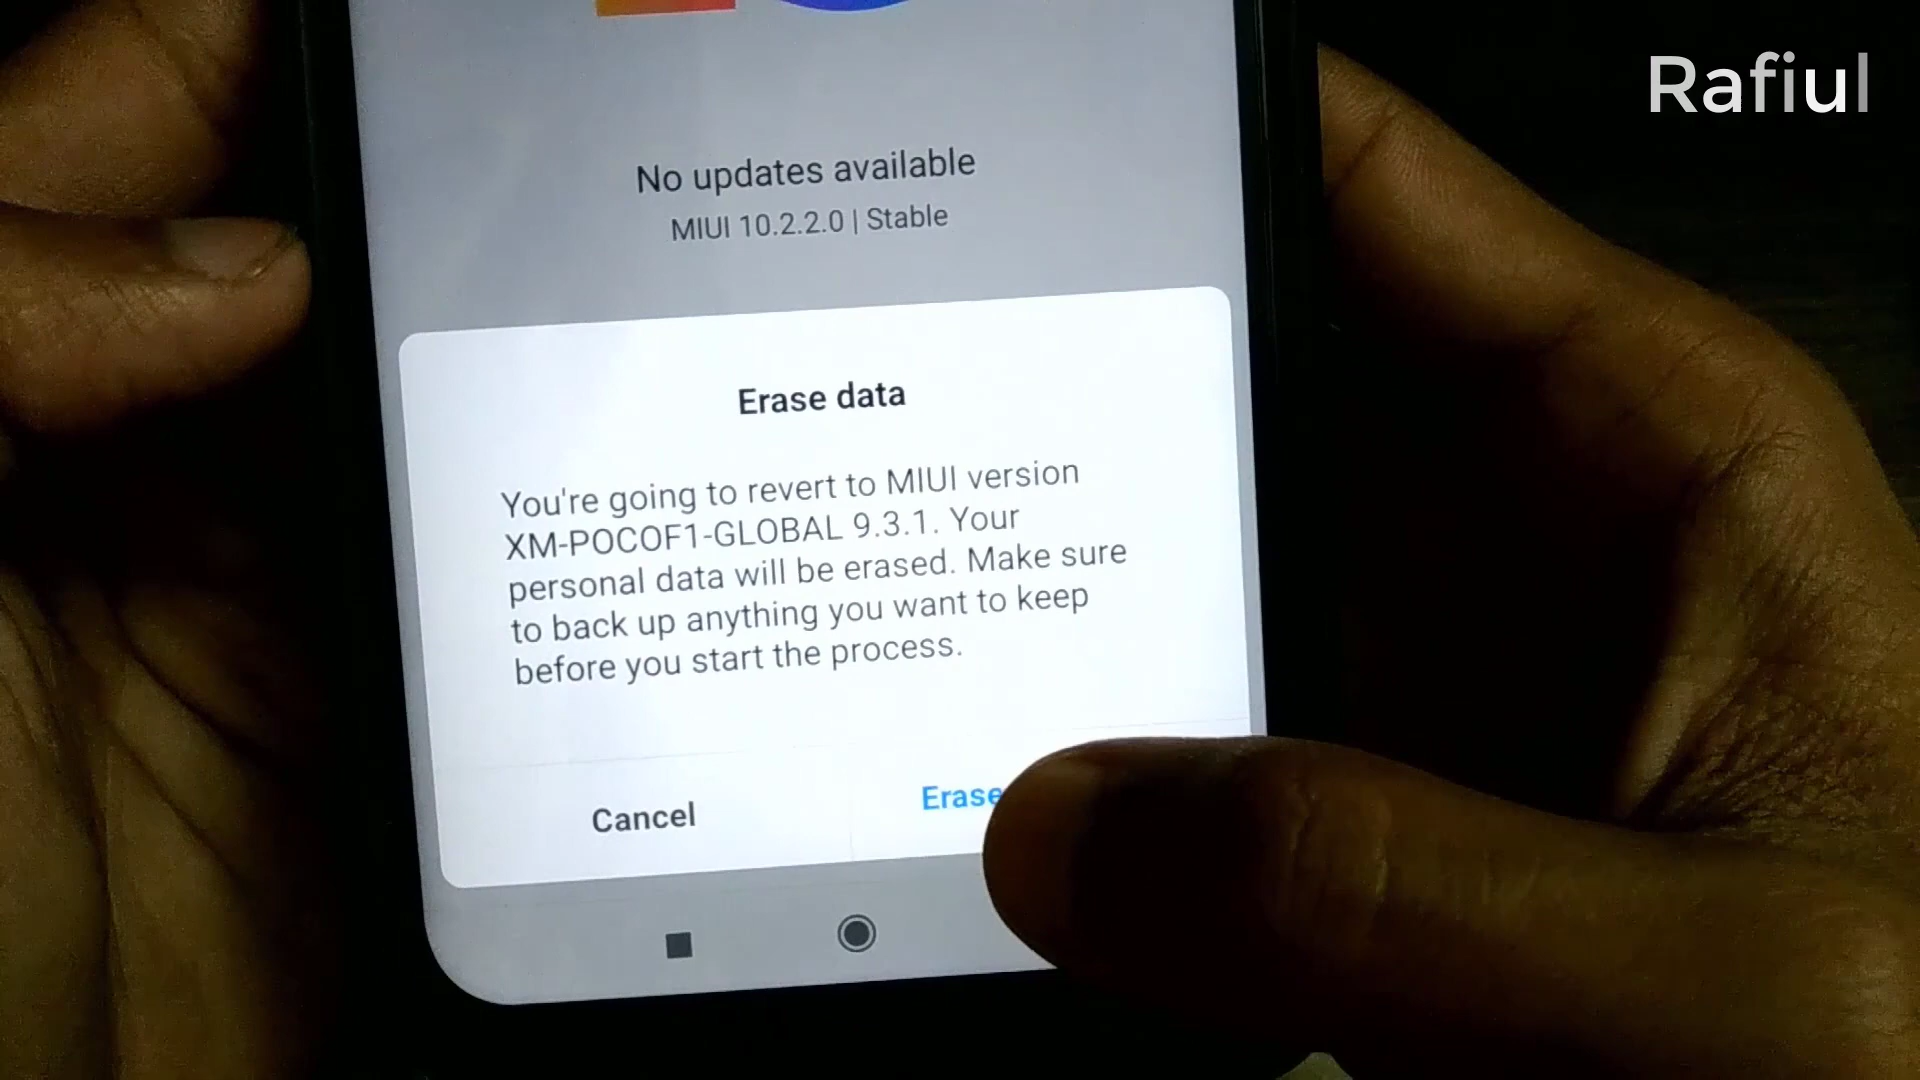 Rafiul
No updates available
MIUI 10.2.2.0 | Stable
Erase data
You're going to revert to MIUI version
XM-POCOF1-GLOBAL 9.3.1. Your
personal data will be erased. Make sure
to back up anything you want to keep
before you start the process.
Cancel
Erase